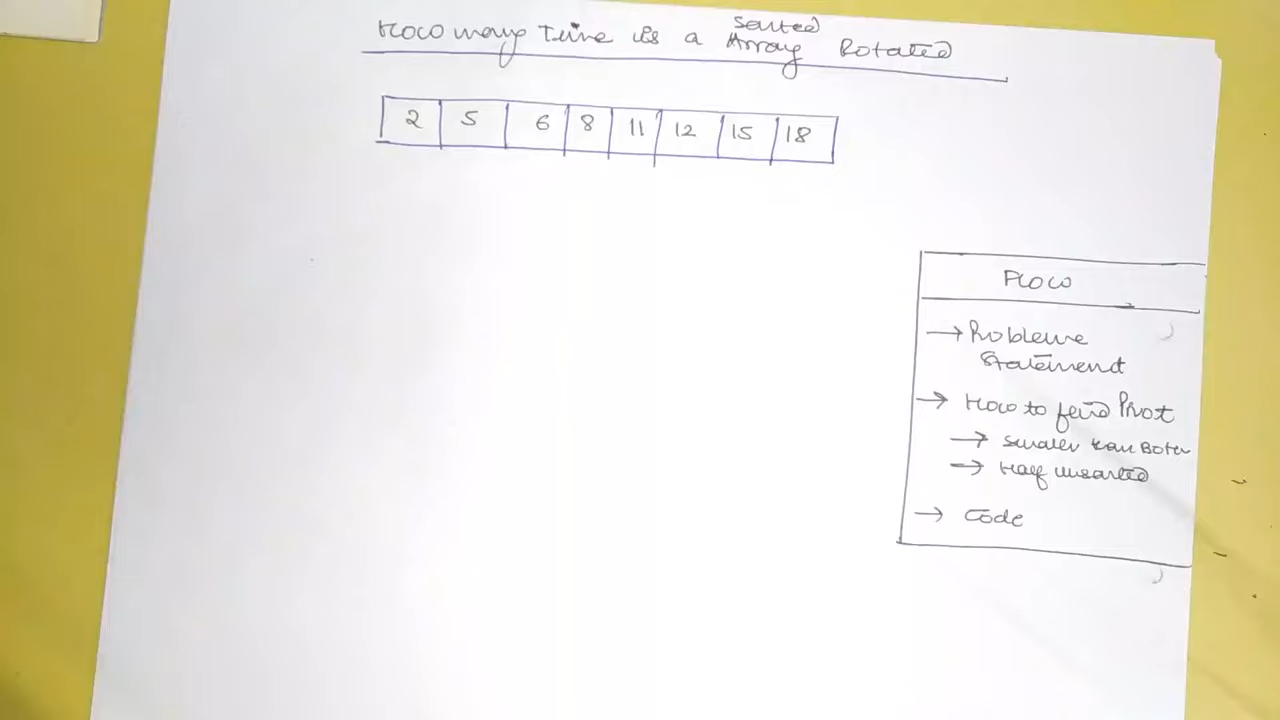 How many Time is a Sorted Array Rotated
2 5 6 8 11 12 15 18
Flow
→ Probleme
Statement
→ How to find Pivot
→ smaller than Both
→ Half unsorted
→ Code